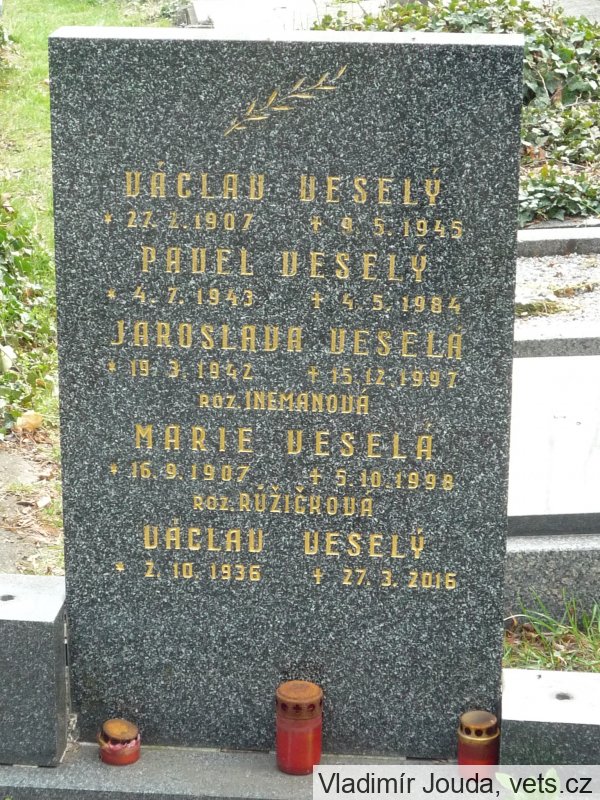 VÁCLAV VESELÝ
* 27. 2. 1907 + 9. 5. 1945
PAVEL VESELÝ
* 4. 7. 1943 + 4. 5. 1984
JAROSLAVA VESELÁ
* 19. 3. 1942 + 15. 12. 1997
ROZ. INEMANOVÁ
MARIE VESELÁ
* 16. 9. 1907 + 5. 10. 1998
ROZ. RŮŽIČKOVÁ
VÁCLAV VESELÝ
* 2. 10. 1936 + 27. 3. 2016
Vladimír Jouda, vets.cz